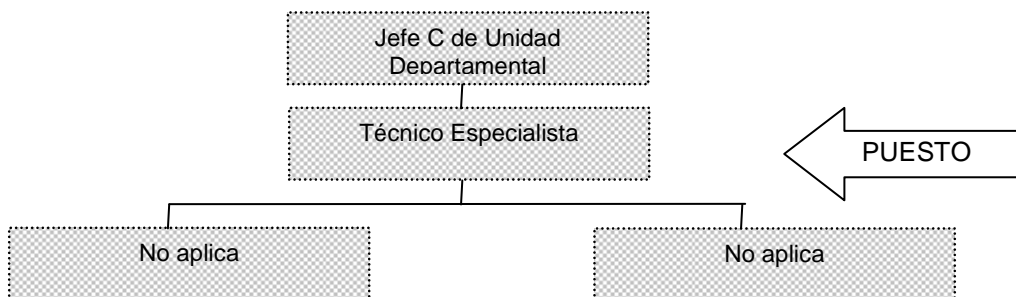 Jefe C de Unidad
Departamental
Técnico Especialista
PUESTO
No aplica
No aplica